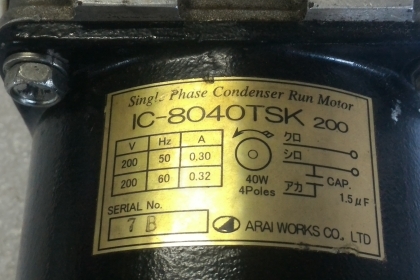 Single Phase Condenser Run Motor
IC-8040TSK 200
V Hz A
200 50 0.30
200 60 0.32
クロ
シロ
アカ
CAP.
1.5μF
40W
4Poles
SERIAL No.
7 B
ARAI WORKS CO., LTD